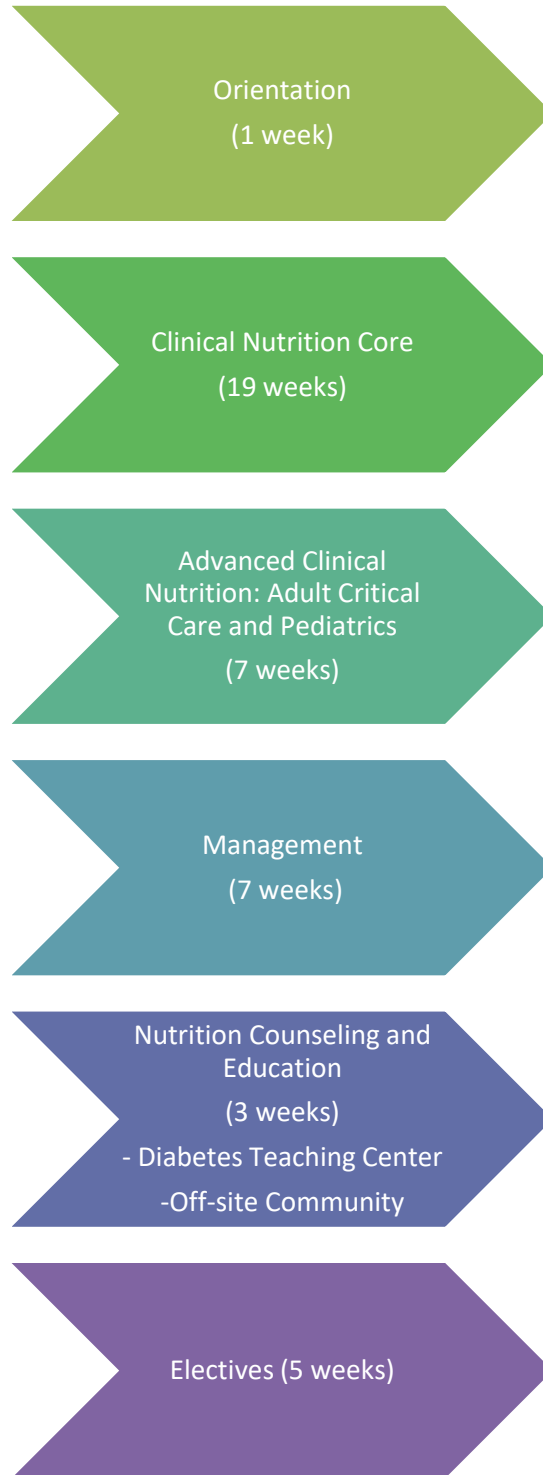 Orientation
(1 week)
Clinical Nutrition Core
(19 weeks)
Advanced Clinical
Nutrition: Adult Critical
Care and Pediatrics
(7 weeks)
Management
(7 weeks)
Nutrition Counseling and
Education
(3 weeks)
- Diabetes Teaching Center
-Off-site Community
Electives (5 weeks)